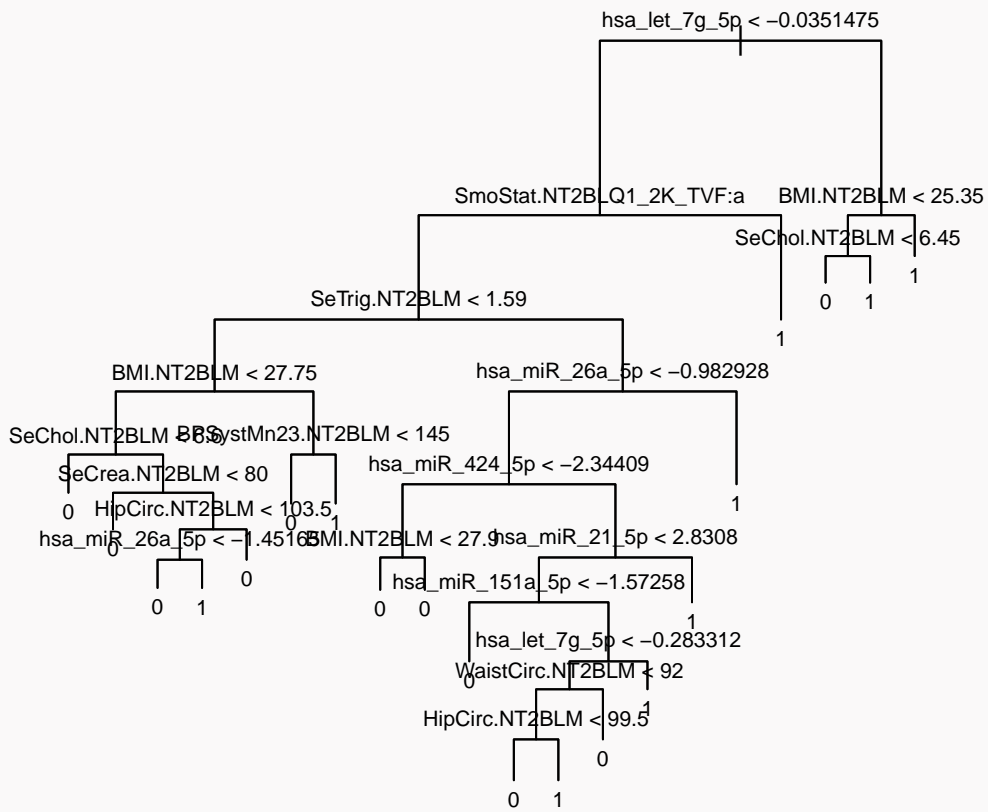 hsa_let_7g_5p < −0.0351475
SmoStat.NT2BLQ1_2K_TVF:a
BMI.NT2BLM < 25.35
SeChol.NT2BLM < 6.45
1
0
1
SeTrig.NT2BLM < 1.59
1
BMI.NT2BLM < 27.75
hsa_miR_26a_5p < −0.982928
SeChol.NT2BLM < 6.6
BPSystMn23.NT2BLM < 145
SeCrea.NT2BLM < 80
hsa_miR_424_5p < −2.34409
0
HipCirc.NT2BLM < 103.5
0
1
1
hsa_miR_26a_5p < −1.45165
0
BMI.NT2BLM < 27.9
hsa_miR_21_5p < 2.8308
0
0
1
hsa_miR_151a_5p < −1.57258
0
0
1
hsa_let_7g_5p < −0.283312
0
WaistCirc.NT2BLM < 92
1
HipCirc.NT2BLM < 99.5
0
0
1